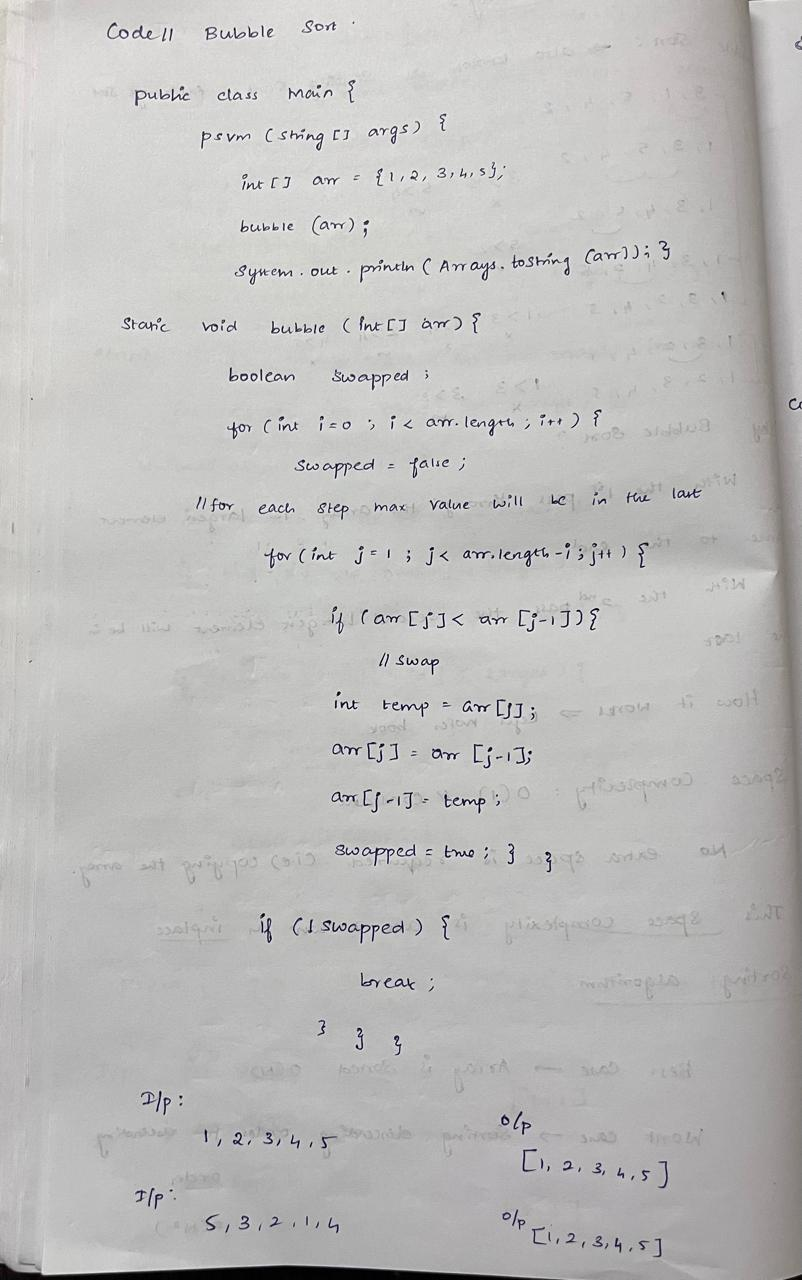 Code 11 Bubble Sort.
public class Main {
psvm (string [] args) {
int [] arr = {1, 2, 3, 4, 5};
bubble (arr);
System.out.println (Arrays.toString (arr)); }
Static void bubble (int [] arr) {
boolean swapped;
for (int i=0; i< arr.length; i++) {
swapped = false;
// for each step max value will be in the last
for (int j=1; j< arr.length-i; j++) {
if (arr [j] < arr [j-1]) {
// swap
int temp = arr [j];
arr [j] = arr [j-1];
arr [j-1] = temp;
swapped = true; } }
if (!swapped) {
break;
} } }
I/p:
1, 2, 3, 4, 5
o/p
[1, 2, 3, 4, 5]
I/p:
5, 3, 2, 1, 4
o/p
[1, 2, 3, 4, 5]